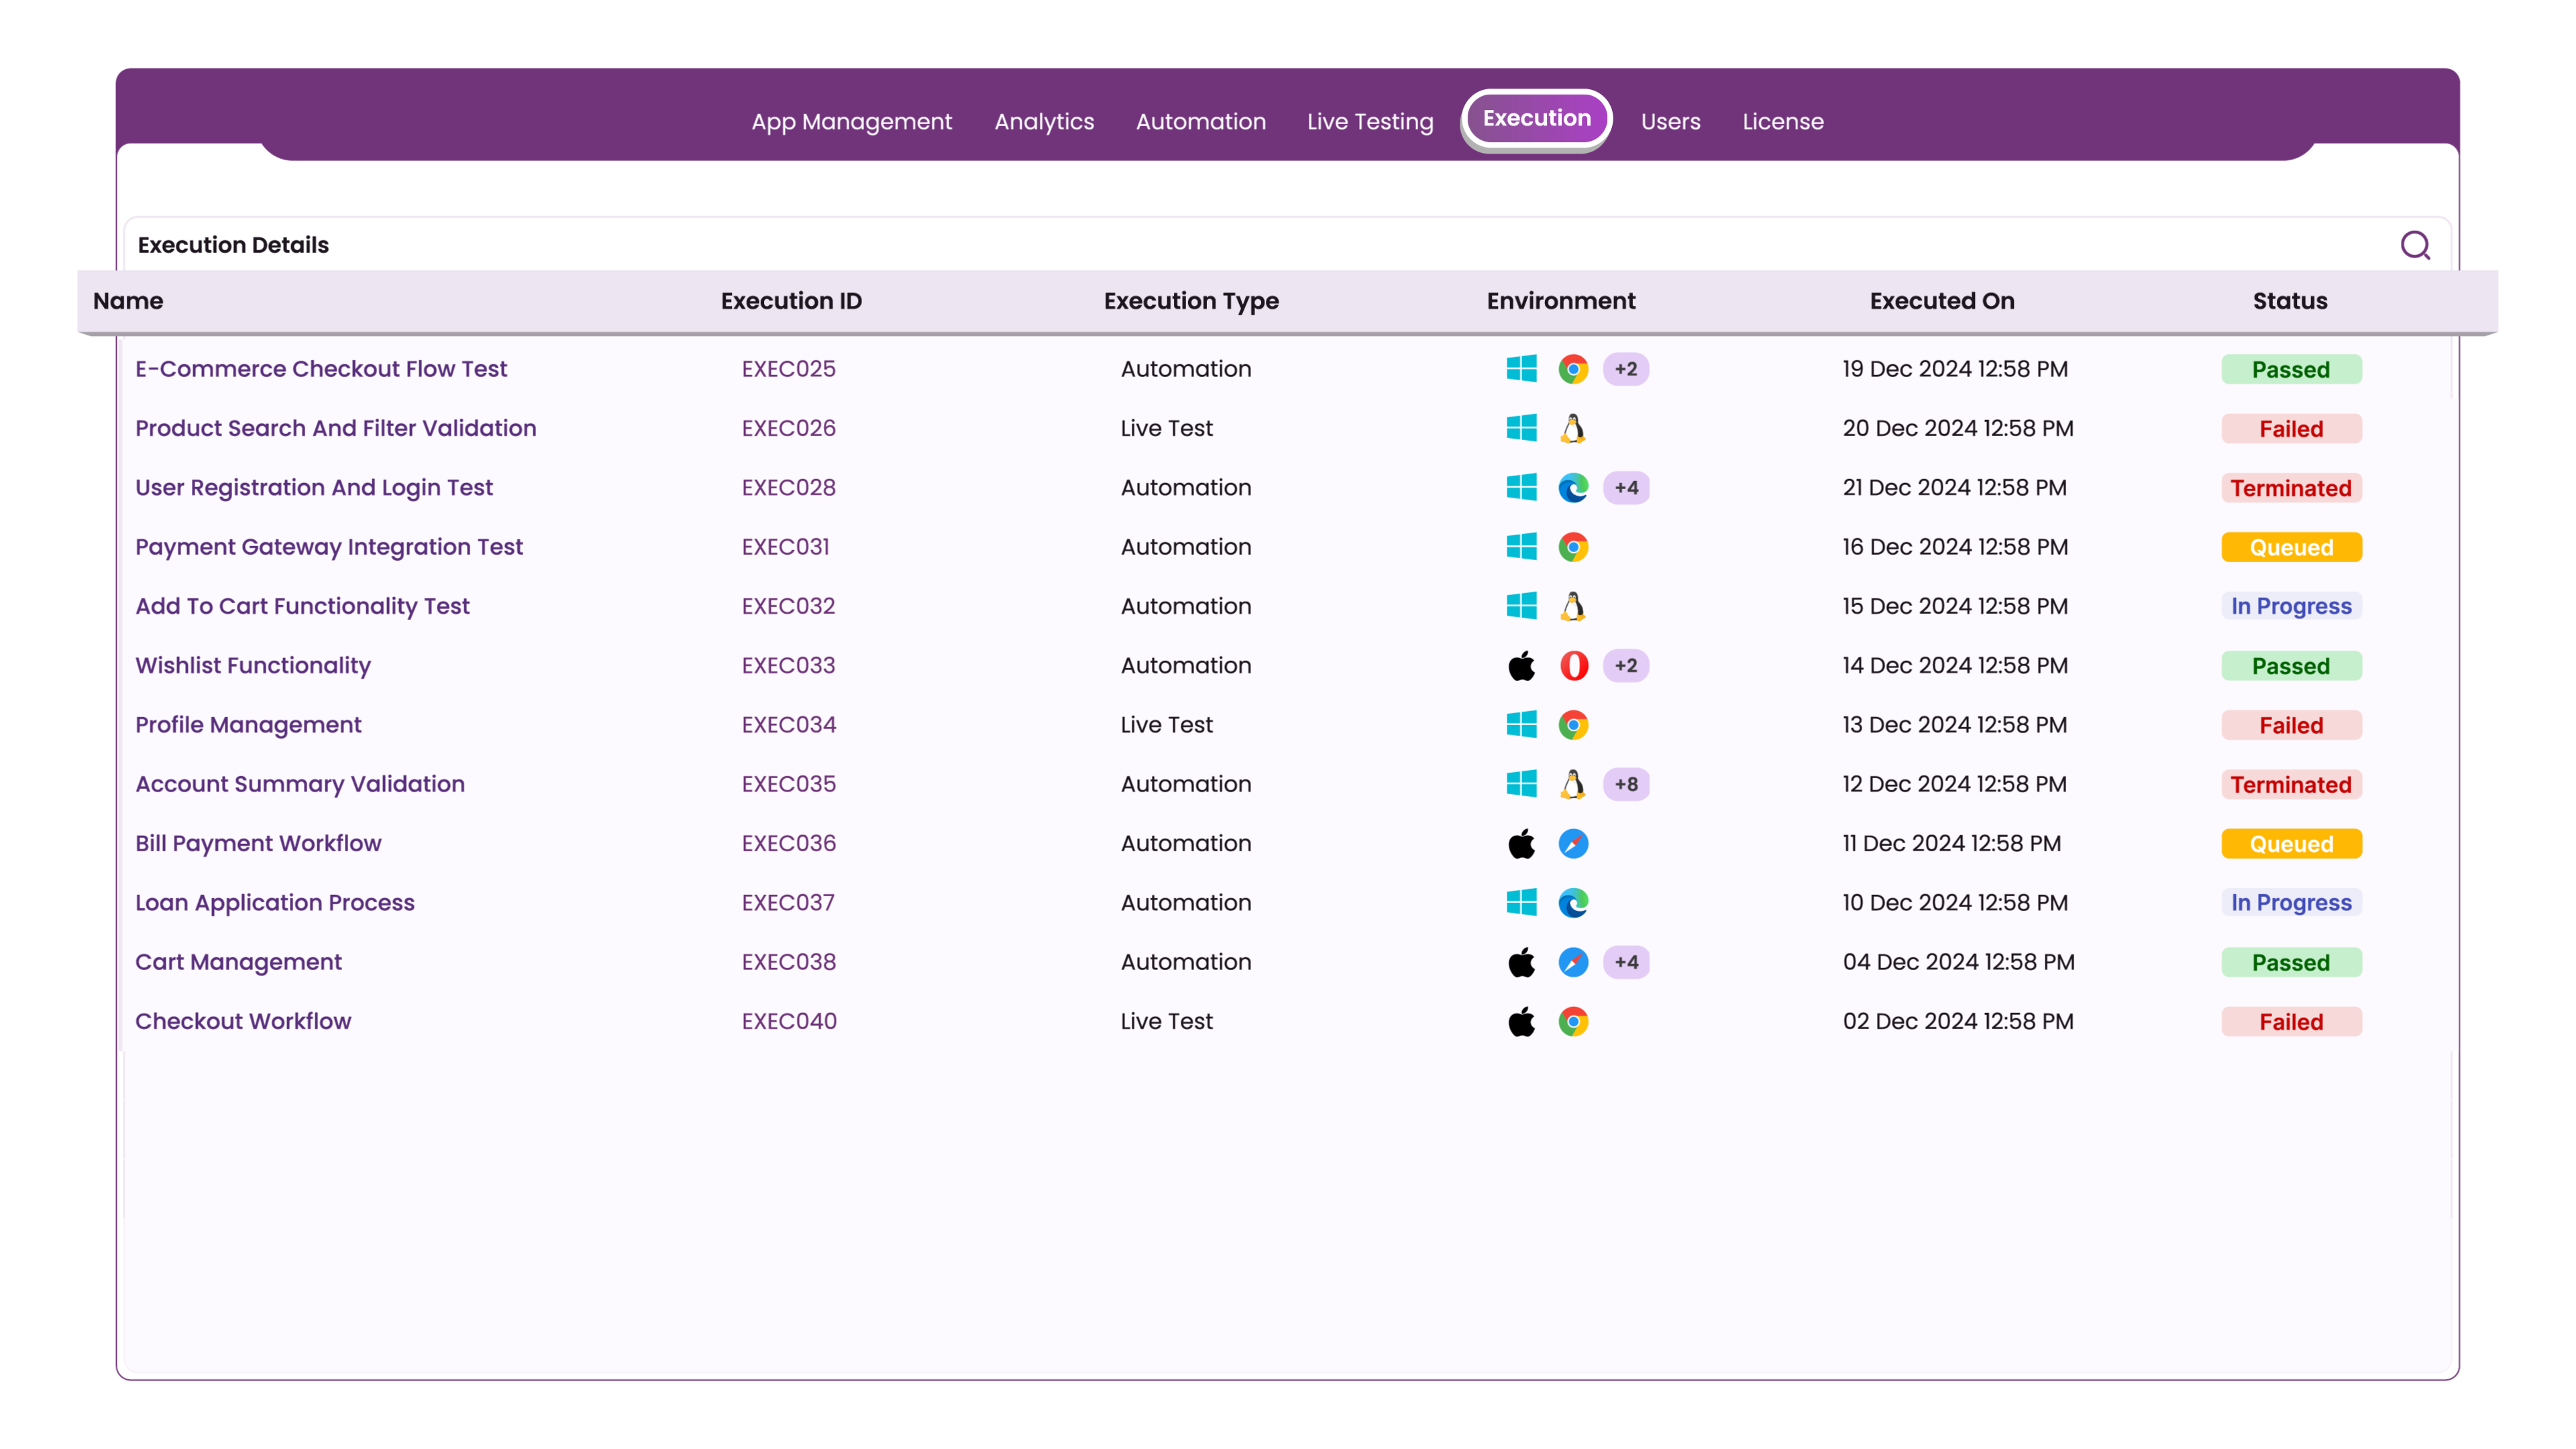 App Management Analytics Automation Live Testing Execution Users License
Execution Details
Name Execution ID Execution Type Environment Executed On Status
E-Commerce Checkout Flow Test EXEC025 Automation +2 19 Dec 2024 12:58 PM Passed
Product Search And Filter Validation EXEC026 Live Test 20 Dec 2024 12:58 PM Failed
User Registration And Login Test EXEC028 Automation +4 21 Dec 2024 12:58 PM Terminated
Payment Gateway Integration Test EXEC031 Automation 16 Dec 2024 12:58 PM Queued
Add To Cart Functionality Test EXEC032 Automation 15 Dec 2024 12:58 PM In Progress
Wishlist Functionality EXEC033 Automation +2 14 Dec 2024 12:58 PM Passed
Profile Management EXEC034 Live Test 13 Dec 2024 12:58 PM Failed
Account Summary Validation EXEC035 Automation +8 12 Dec 2024 12:58 PM Terminated
Bill Payment Workflow EXEC036 Automation 11 Dec 2024 12:58 PM Queued
Loan Application Process EXEC037 Automation 10 Dec 2024 12:58 PM In Progress
Cart Management EXEC038 Automation +4 04 Dec 2024 12:58 PM Passed
Checkout Workflow EXEC040 Live Test 02 Dec 2024 12:58 PM Failed